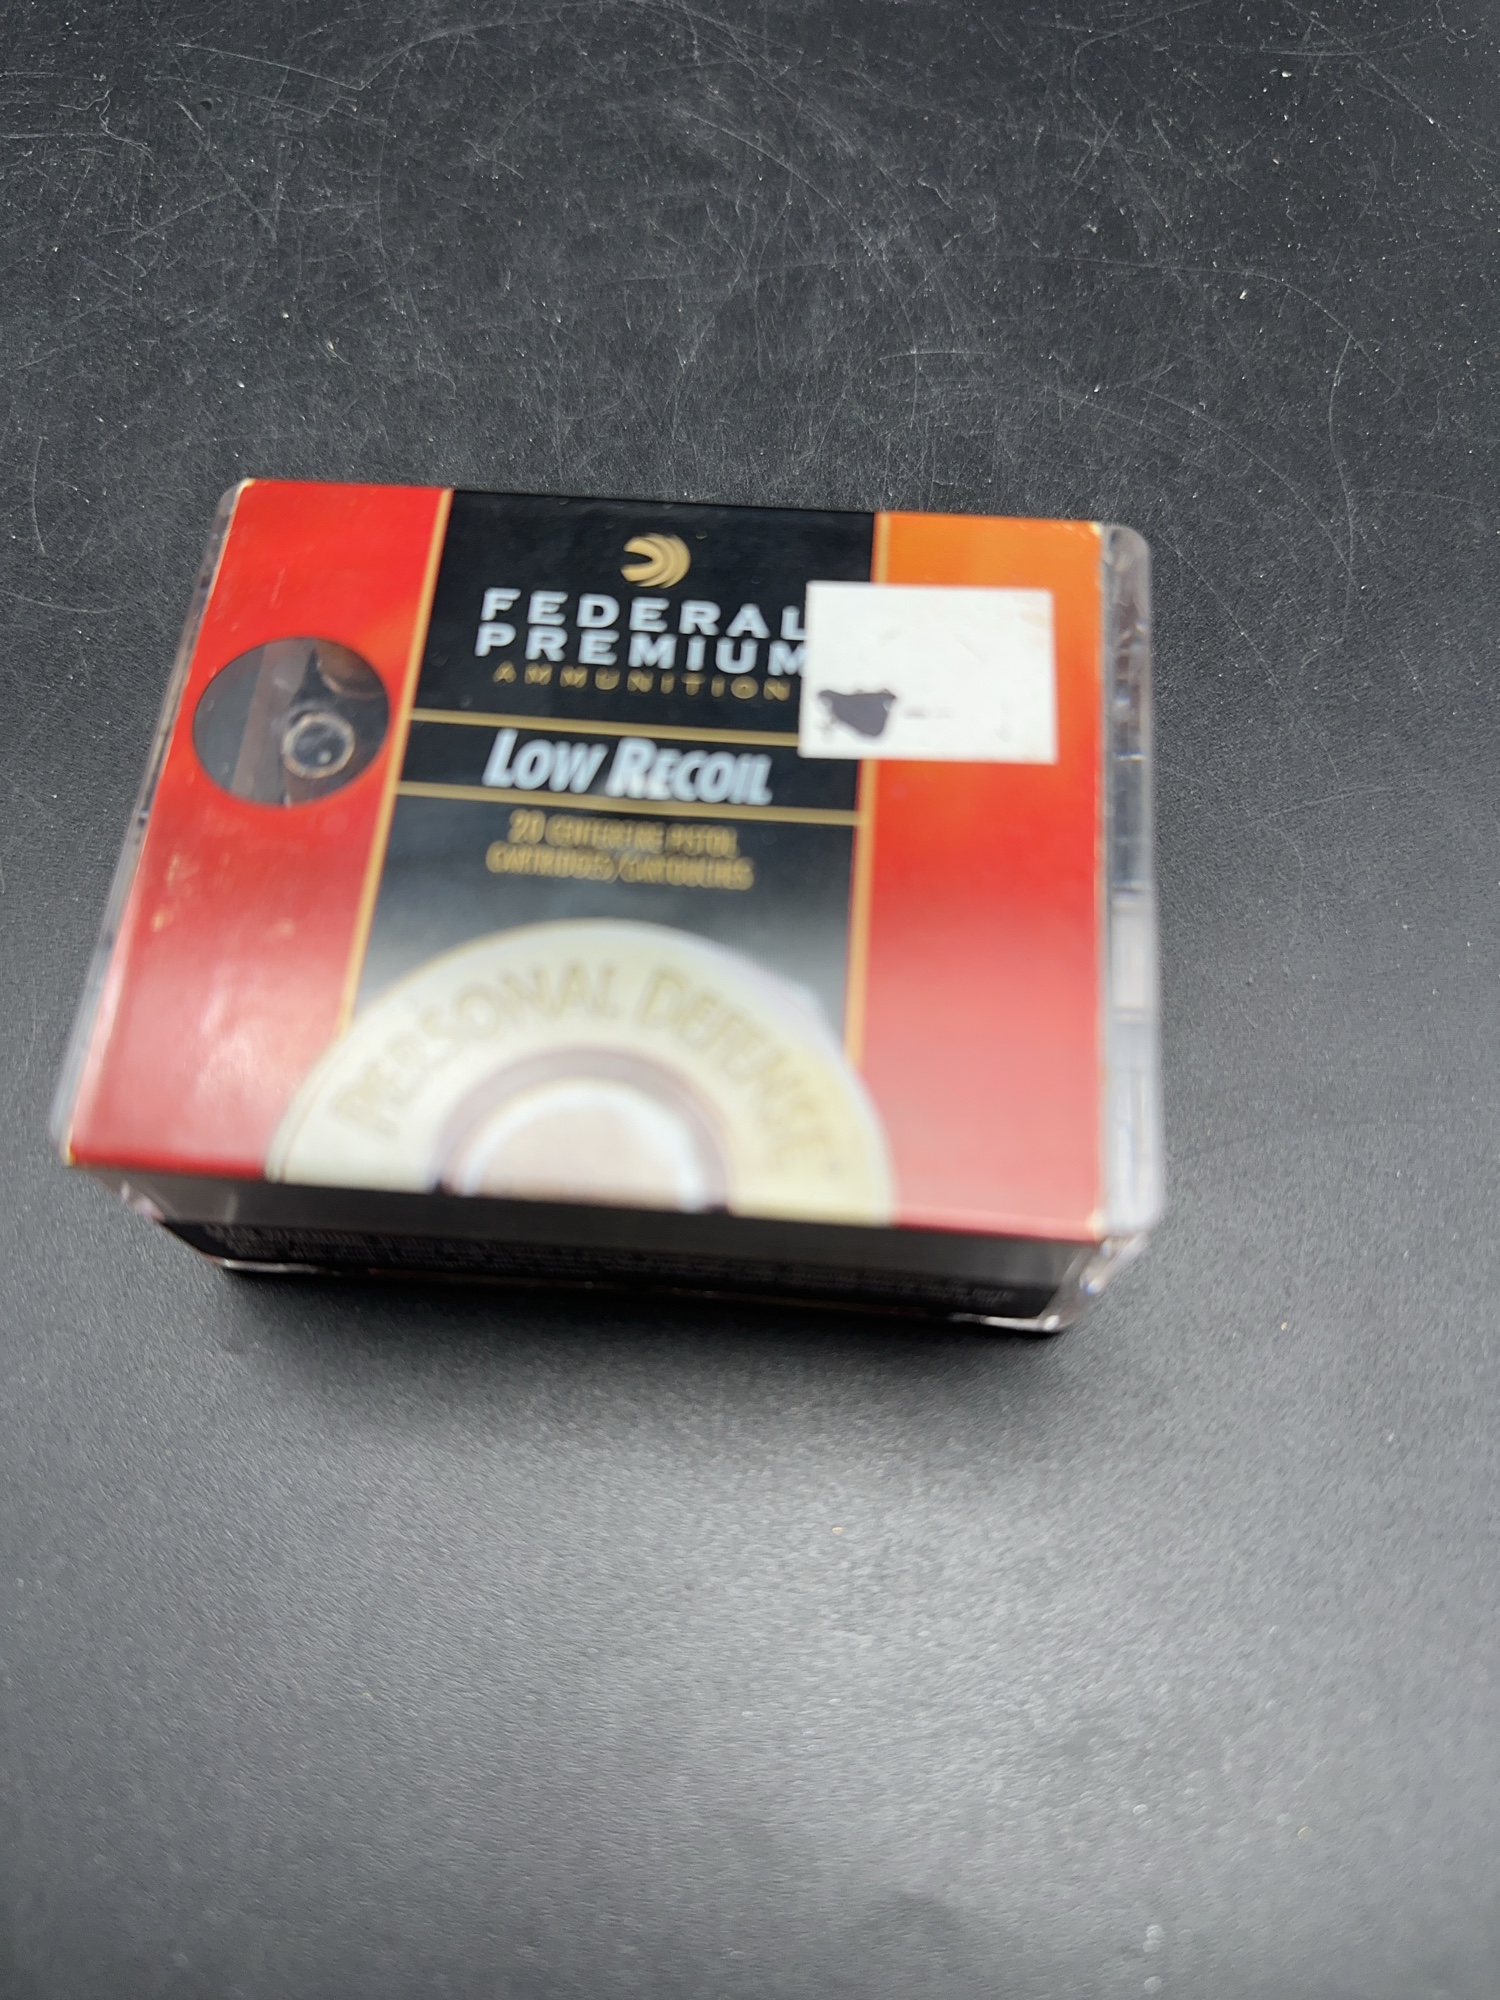 FEDERAL
PREMIUM
AMMUNITION
LOW RECOIL
20 CENTERFIRE PISTOL
CARTRIDGES/CARTOUCHES
PERSONAL DEFENSE